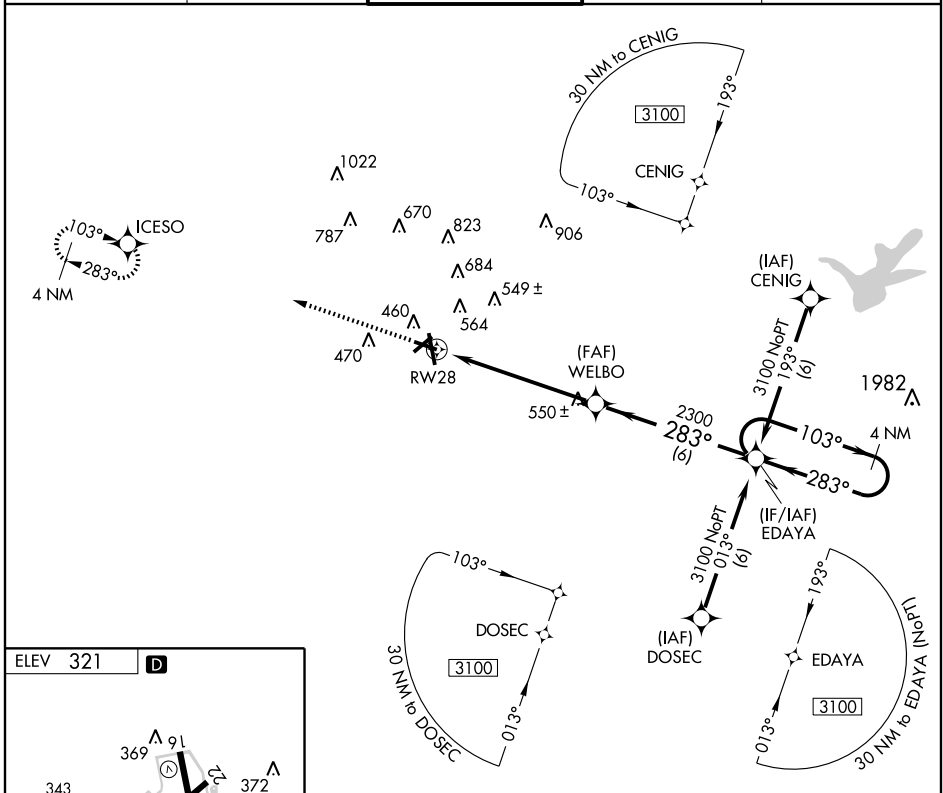 30 NM to CENIG
193°
3100
CENIG
103°
1022
787
670
823
906
684
549 ±
564
460
470
RW28
103°
ICESO
283°
4 NM
(IAF)
CENIG
3100 NoPT
193°
(6)
1982
(FAF)
WELBO
550 ±
2300
283°
(6)
103°
4 NM
283°
(IF/IAF)
EDAYA
3100 NoPT
013°
(6)
(IAF)
DOSEC
103°
DOSEC
3100
013°
30 NM to DOSEC
193°
EDAYA
3100
013°
30 NM to EDAYA (NoPT)
ELEV 321
D
369
16
V
22
372
343